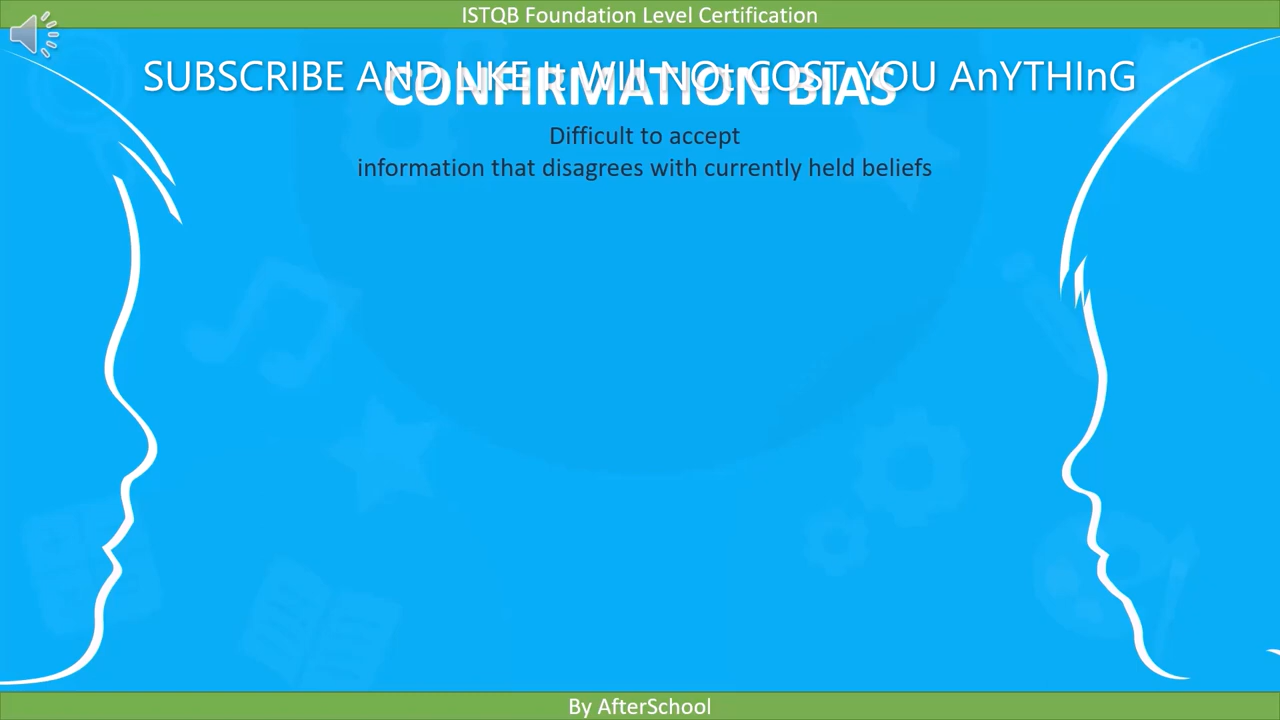 ISTQB Foundation Level Certification
SUBSCRIBE AND LIKE It WIll NOt COST YOU AnYTHInG
CONFIRMATION BIAS
Difficult to accept
information that disagrees with currently held beliefs
By AfterSchool